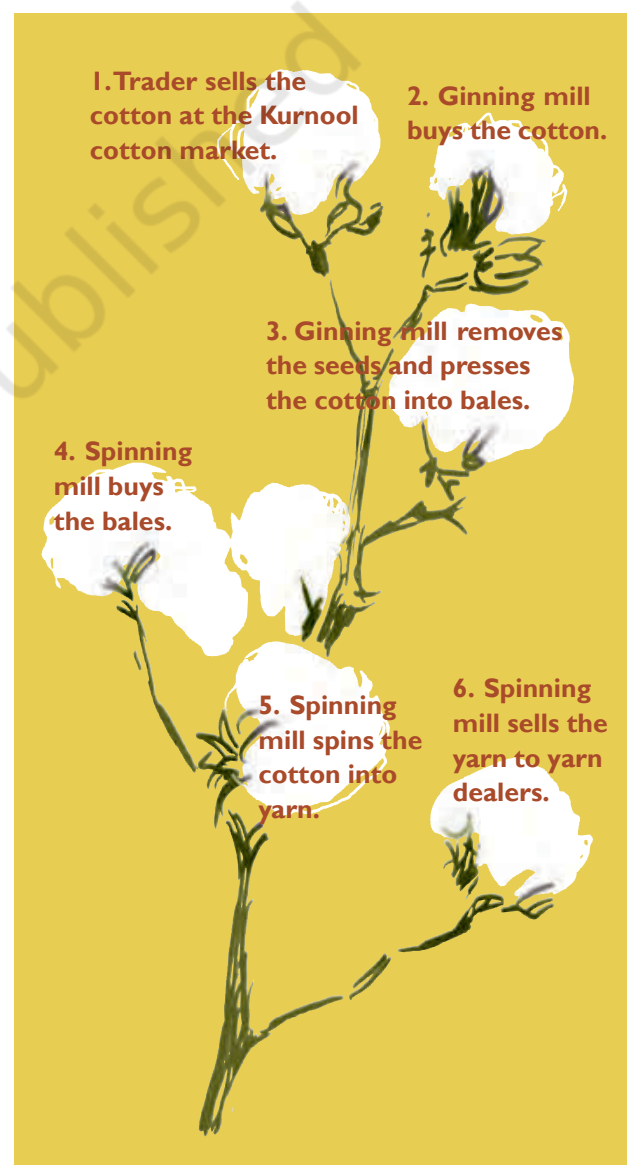 1. Trader sells the
cotton at the Kurnool
cotton market.
2. Ginning mill
buys the cotton.
3. Ginning mill removes
the seeds and presses
the cotton into bales.
4. Spinning
mill buys
the bales.
5. Spinning
mill spins the
cotton into
yarn.
6. Spinning
mill sells the
yarn to yarn
dealers.
ublished